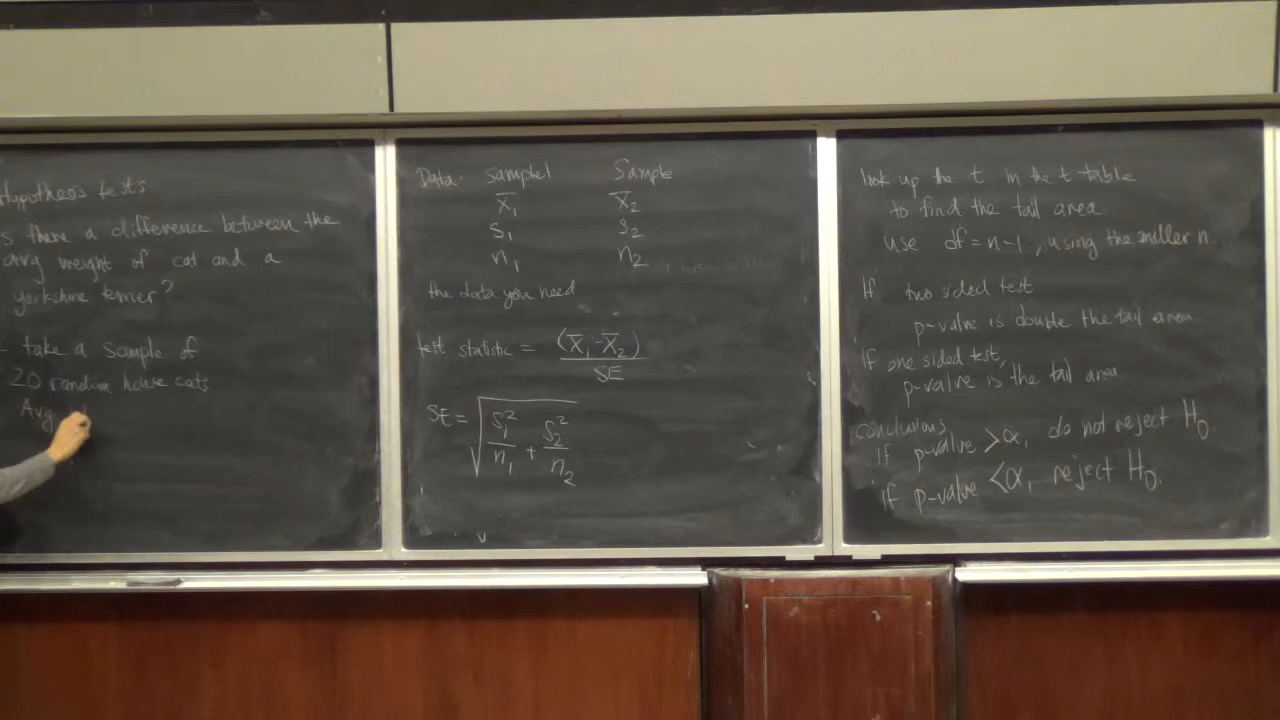 Hypothesis tests
s there a difference between the
avg weight of cat and a
yorkshire terrier?
- take a sample of
20 random house cats
Avg
Data: sample1 Sample
x̄₁ x̄₂
S₁ S₂
n₁ n₂
the data you need
test statistic = (x̄₁-x̄₂)/SE
SE = √(S₁²/n₁ + S₂²/n₂)
look up the t in the t-table
to find the tail area
use df=n-1, using the smaller n
If two sided test
p-value is double the tail area
If one sided test,
p-value is the tail area
conclusions
if p-value >α, do not reject H₀.
if p-value <α, reject H₀.